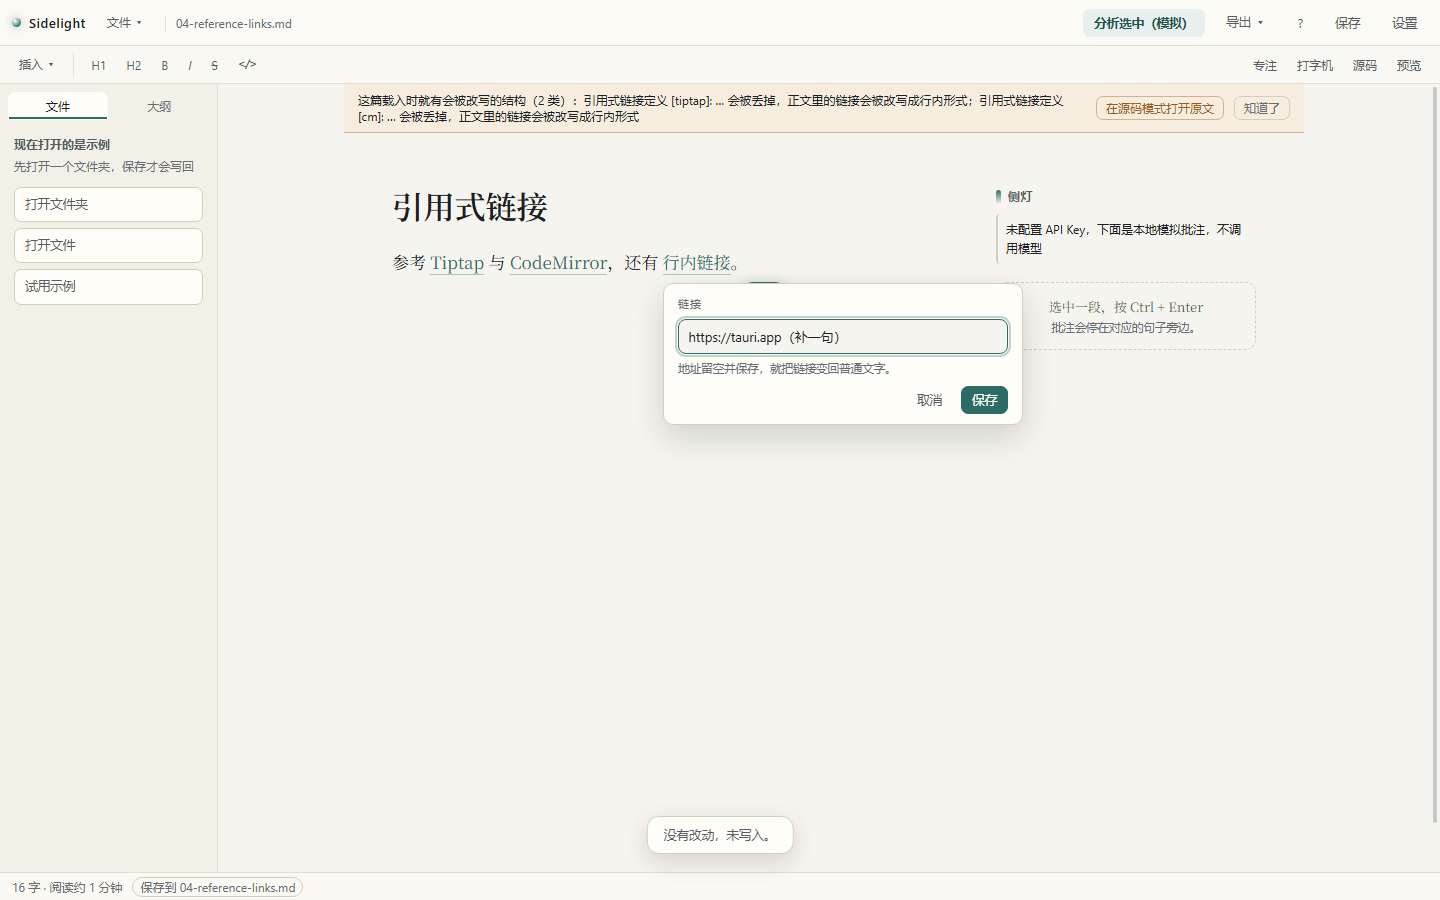 Sidelight 文件 04-reference-links.md 分析选中（模拟） 导出 ? 保存 设置
插入 H1 H2 B I S </> 专注 打字机 源码 预览
文件 大纲
现在打开的是示例
先打开一个文件夹，保存才会写回
打开文件夹
打开文件
试用示例
这篇载入时就有会被改写的结构（2 类）：引用式链接定义 [tiptap]: ... 会被丢掉，正文里的链接会被改写成行内形式；引用式链接定义
[cm]: ... 会被丢掉，正文里的链接会被改写成行内形式
在源码模式打开原文 知道了
引用式链接
参考 Tiptap 与 CodeMirror，还有 行内链接。
链接
https://tauri.app（补一句）
地址留空并保存，就把链接变回普通文字。
取消 保存
侧灯
未配置 API Key，下面是本地模拟批注，不调
用模型
选中一段，按 Ctrl + Enter
批注会停在对应的句子旁边。
没有改动，未写入。
16 字 · 阅读约 1 分钟 保存到 04-reference-links.md